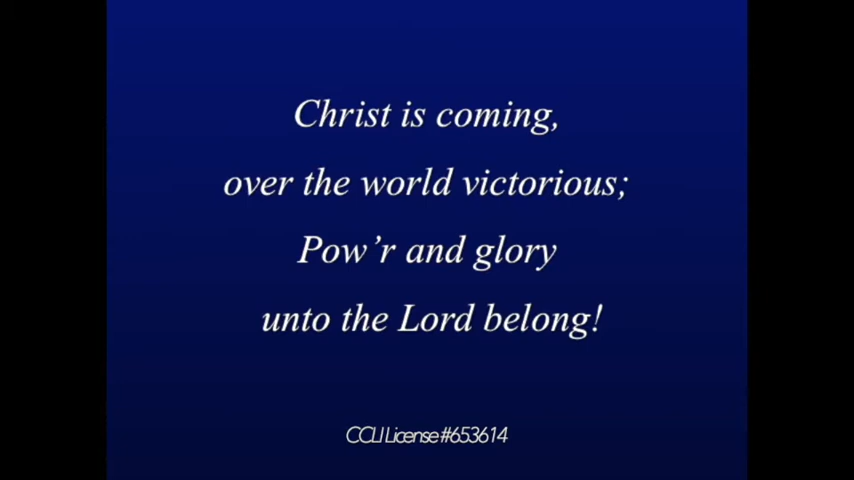 Christ is coming,
over the world victorious;
Pow’r and glory
unto the Lord belong!
CCLI License #653614